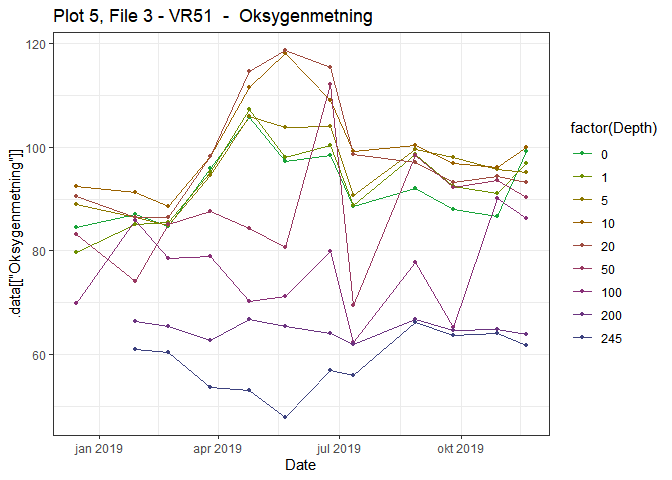 Plot 5, File 3 - VR51  -  Oksygenmetning
.data[["Oksygenmetning"]]
120
100
80
60
jan 2019
apr 2019
jul 2019
okt 2019
Date
factor(Depth)
0
1
5
10
20
50
100
200
245